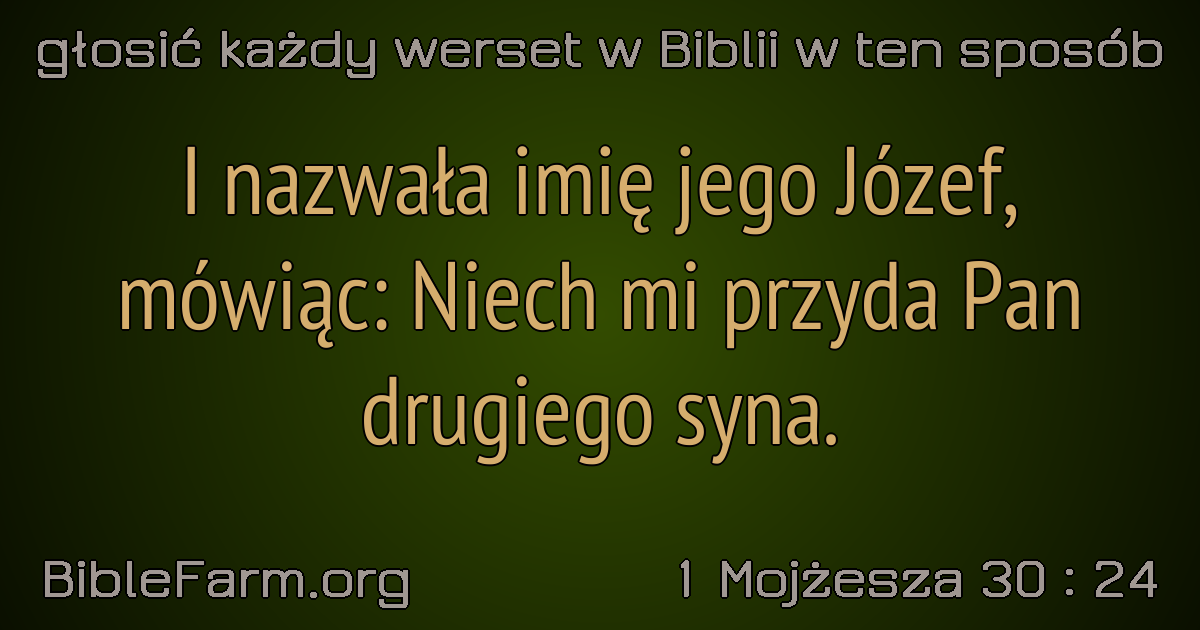 głosić każdy werset w Biblii w ten sposób
I nazwała imię jego Józef,
mówiąc: Niech mi przyda Pan
drugiego syna.
BibleFarm.org
1 Mojżesza 30 : 24